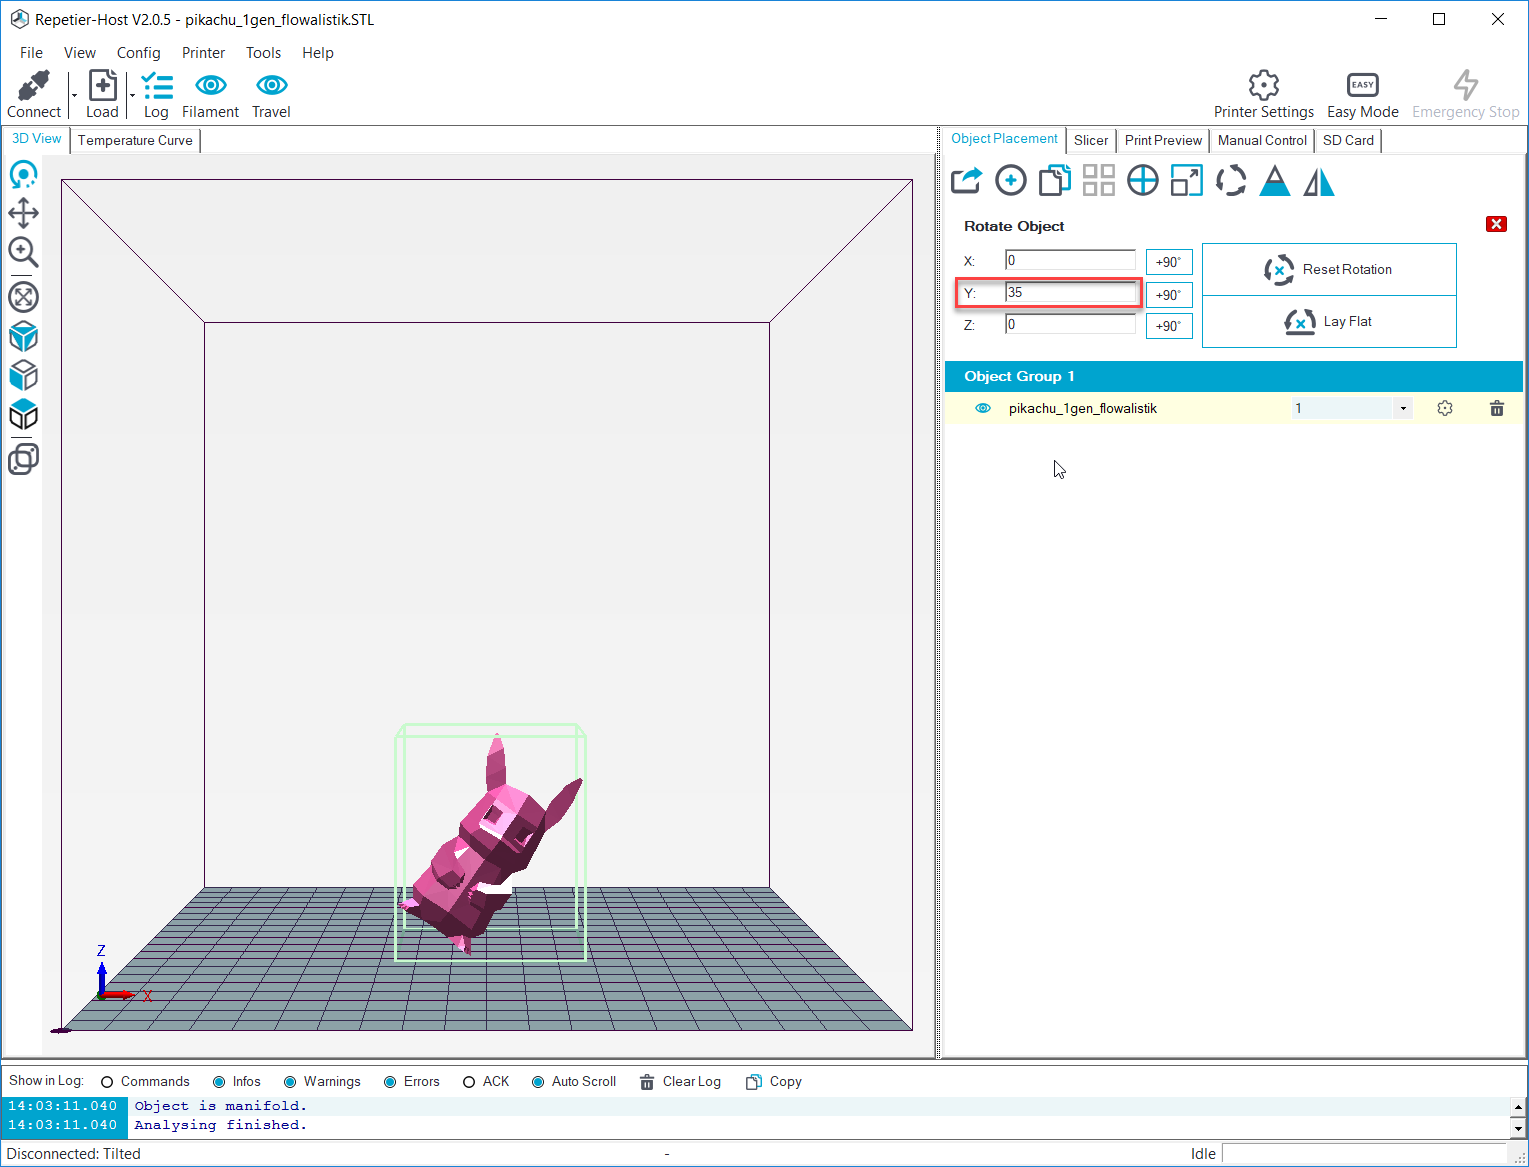 Repetier-Host V2.0.5 - pikachu_1gen_flowalistik.STL
File View Config Printer Tools Help
Connect Load Log Filament Travel Printer Settings EASY Easy Mode Emergency Stop
3D View Temperature Curve
Object Placement Slicer Print Preview Manual Control SD Card
Rotate Object
X: 0 +90°
Y: 35 +90°
Z: 0 +90°
Reset Rotation
Lay Flat
Object Group 1
pikachu_1gen_flowalistik 1
Z
X
Show in Log: Commands Infos Warnings Errors ACK Auto Scroll Clear Log Copy
14:03:11.040 Object is manifold.
14:03:11.040 Analysing finished.
Disconnected: Tilted - Idle